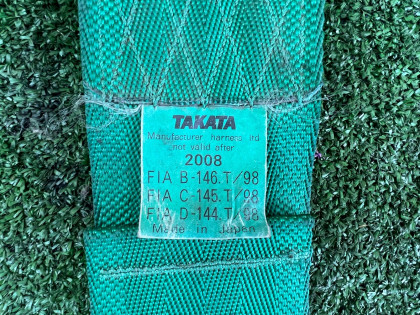 TAKATA
Manufacturer harness ltd
not valid after
2008
FIA B-146.T/98
FIA C-145.T/98
FIA D-144.T/98
Made in Japan